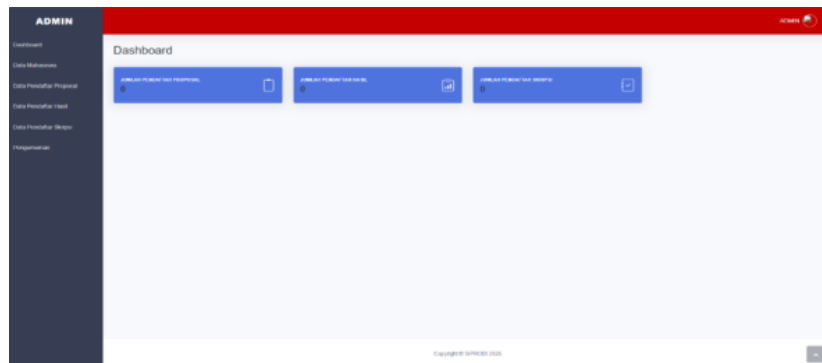 ADMIN
ADMIN
Dashboard
Data Mahasiswa
Data Pendaftar Proposal
Data Pendaftar Hasil
Data Pendaftar Skripsi
Pengumuman
Dashboard
JUMLAH PENDAFTAR PROPOSAL
0
JUMLAH PENDAFTAR HASIL
0
JUMLAH PENDAFTAR SKRIPSI
0
Copyright ©